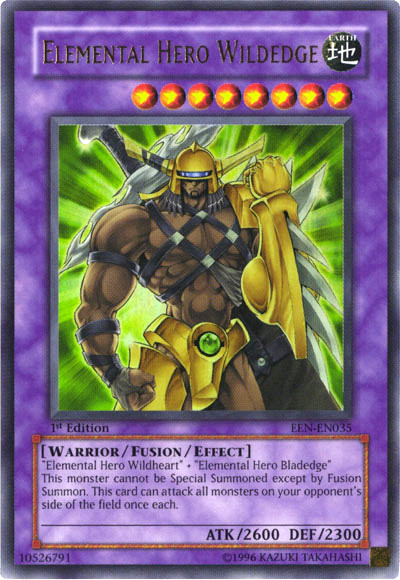 ELEMENTAL HERO WILDEDGE
EARTH
地
1st Edition
EEN-EN035
[WARRIOR/FUSION/EFFECT]
"Elemental Hero Wildheart" + "Elemental Hero Bladedge"
This monster cannot be Special Summoned except by Fusion
Summon. This card can attack all monsters on your opponent's
side of the field once each.
ATK/2600 DEF/2300
10526791
©1996 KAZUKI TAKAHASHI